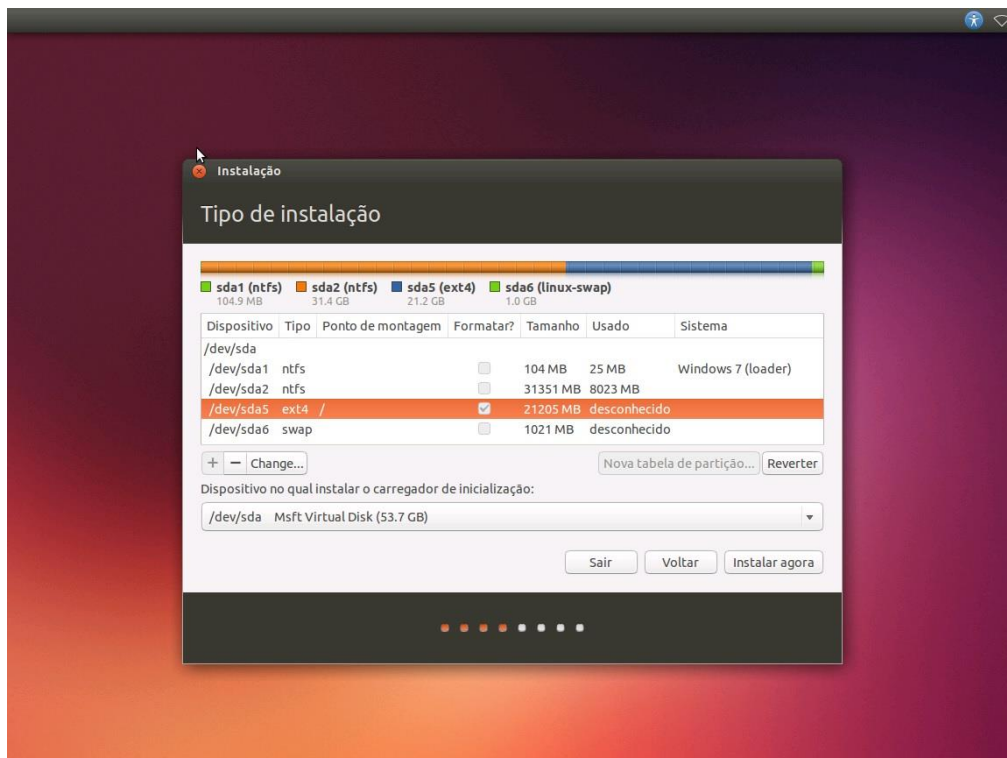 Instalação
Tipo de instalação
sda1 (ntfs) sda2 (ntfs) sda5 (ext4) sda6 (linux-swap)
104.9 MB 31.4 GB 21.2 GB 1.0 GB
Dispositivo Tipo Ponto de montagem Formatar? Tamanho Usado Sistema
/dev/sda
/dev/sda1 ntfs 104 MB 25 MB Windows 7 (loader)
/dev/sda2 ntfs 31351 MB 8023 MB
/dev/sda5 ext4 / 21205 MB desconhecido
/dev/sda6 swap 1021 MB desconhecido
+ − Change... Nova tabela de partição... Reverter
Dispositivo no qual instalar o carregador de inicialização:
/dev/sda Msft Virtual Disk (53.7 GB)
Sair Voltar Instalar agora